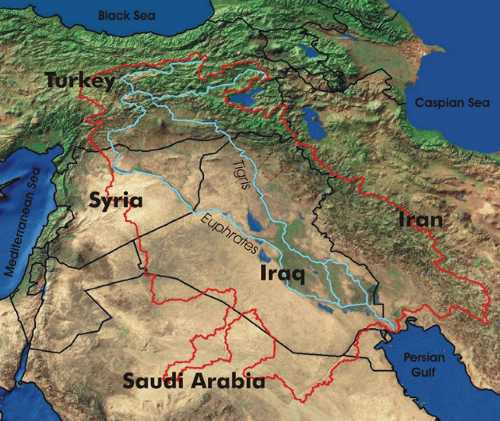 Black Sea
Turkey
Caspian Sea
Mediterranean Sea
Syria
Tigris
Euphrates
Iran
Iraq
Saudi Arabia
Persian
Gulf